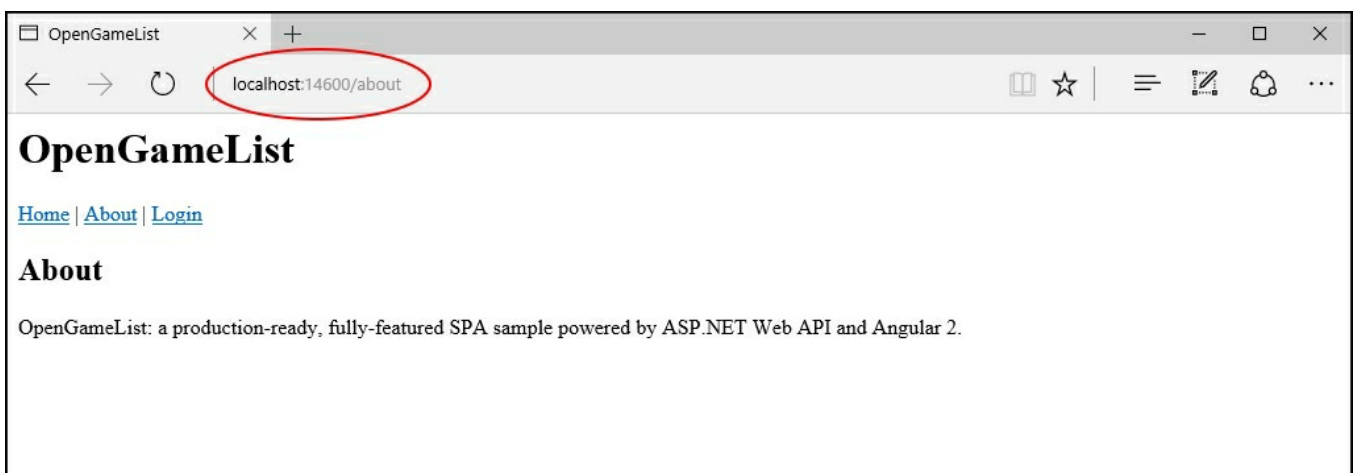 OpenGameList
localhost:14600/about
OpenGameList
Home | About | Login
About
OpenGameList: a production-ready, fully-featured SPA sample powered by ASP.NET Web API and Angular 2.